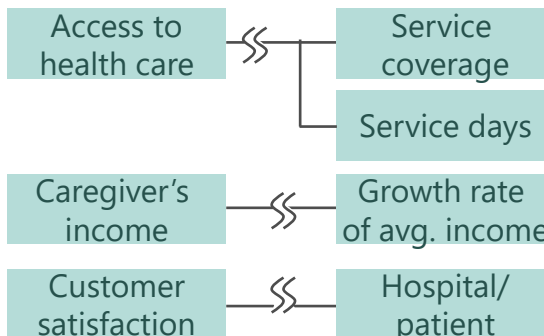 Access to
health care
Service
coverage
Service days
Caregiver's
income
Growth rate
of avg. income
Customer
satisfaction
Hospital/
patient